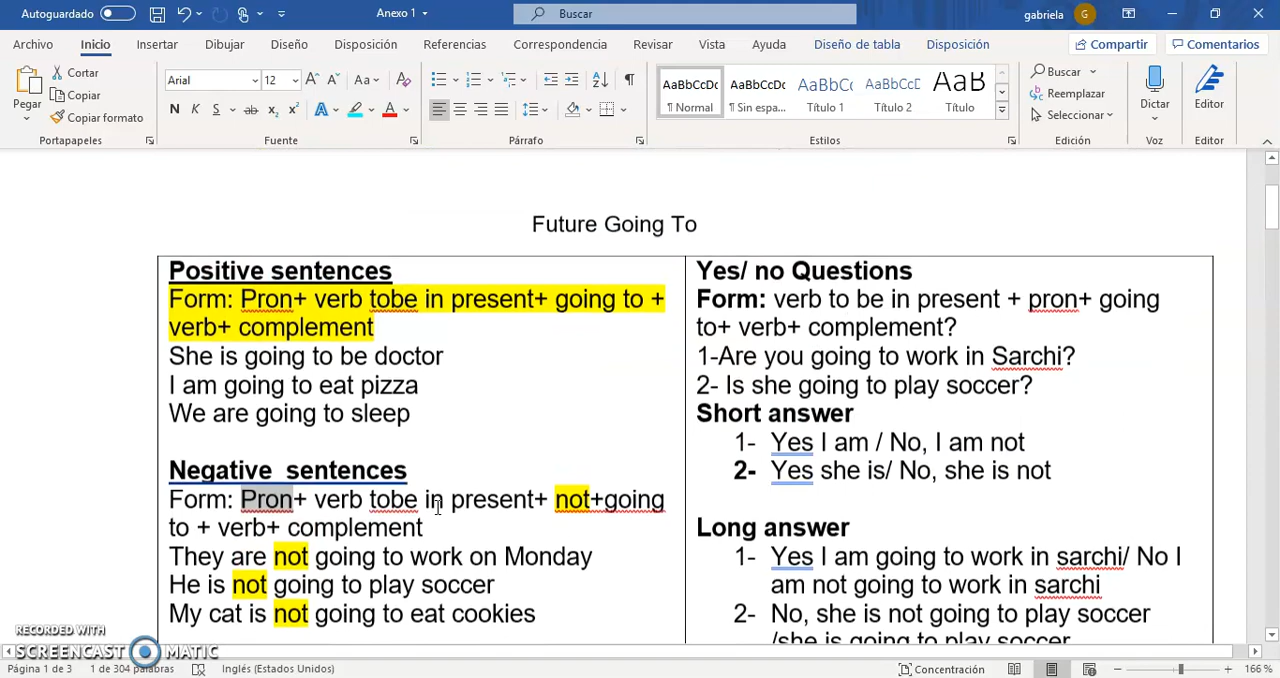 Autoguardado
Anexo 1
Buscar
gabriela
G
Archivo Inicio Insertar Dibujar Diseño Disposición Referencias Correspondencia Revisar Vista Ayuda Diseño de tabla Disposición Compartir Comentarios
Pegar
Cortar
Copiar
Copiar formato
Portapapeles
Arial 12
Aa
N K S ab x₂ x²
A A
Fuente
Párrafo
AaBbCcDc
Normal
AaBbCcDc
Sin espa...
AaBbCc
Título 1
AaBbCcD
Título 2
AaB
Título
Estilos
Buscar
Reemplazar
Seleccionar
Edición
Dictar
Voz
Editor
Editor
Future Going To
Positive sentences
Form: Pron+ verb tobe in present+ going to +
verb+ complement
She is going to be doctor
I am going to eat pizza
We are going to sleep
Negative sentences
Form: Pron+ verb tobe in present+ not+going
to + verb+ complement
They are not going to work on Monday
He is not going to play soccer
My cat is not going to eat cookies
Yes/ no Questions
Form: verb to be in present + pron+ going
to+ verb+ complement?
1-Are you going to work in Sarchi?
2- Is she going to play soccer?
Short answer
1- Yes I am / No, I am not
2- Yes she is/ No, she is not
Long answer
1- Yes I am going to work in sarchi/ No I
am not going to work in sarchi
2- No, she is not going to play soccer
/she is going to play soccer
RECORDED WITH
SCREENCAST MATIC
Página 1 de 3 1 de 304 palabras Inglés (Estados Unidos) Concentración 166 %